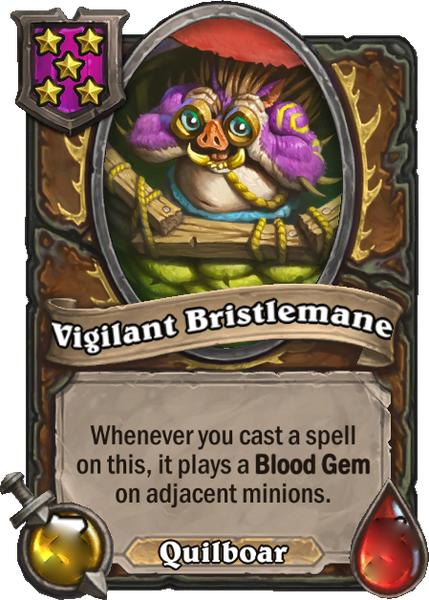 Vigilant Bristlemane
Whenever you cast a spell
on this, it plays a Blood Gem
on adjacent minions.
Quilboar